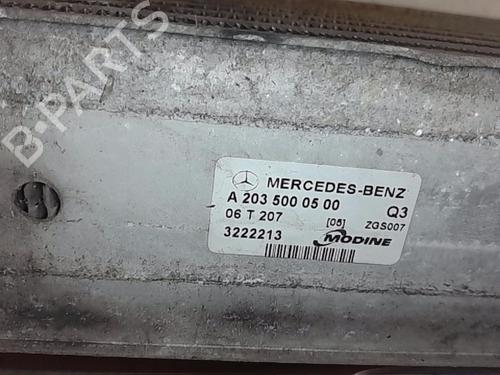 B-PARTS
MERCEDES-BENZ
A 203 500 05 00 Q3
06 T 207 [05] ZGS007
3222213 MODINE